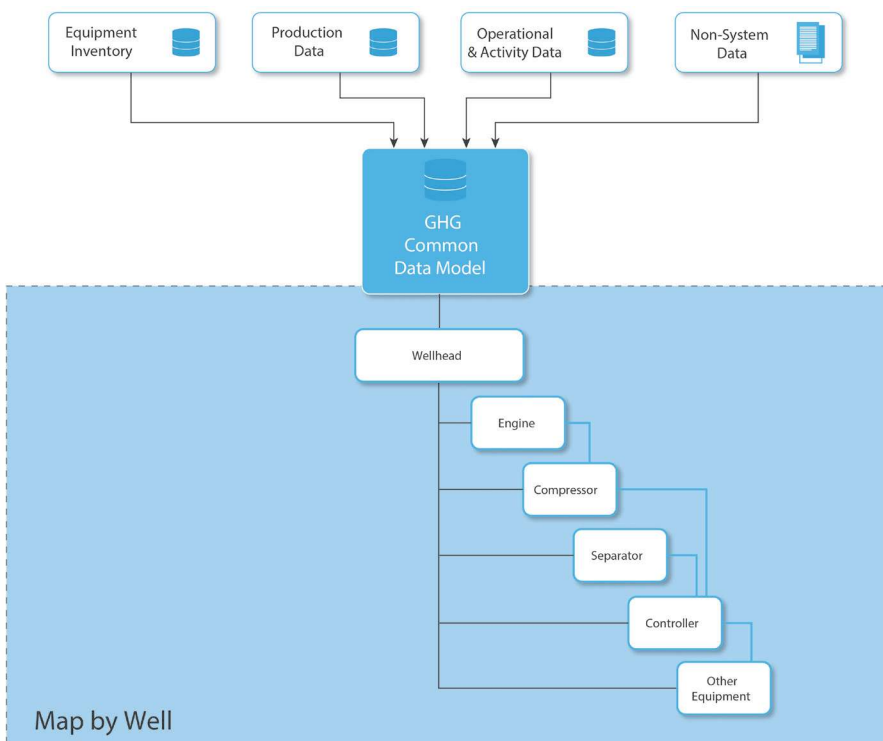 Equipment
Inventory
Production
Data
Operational
& Activity Data
Non-System
Data
GHG
Common
Data Model
Wellhead
Engine
Compressor
Separator
Controller
Other
Equipment
Map by Well